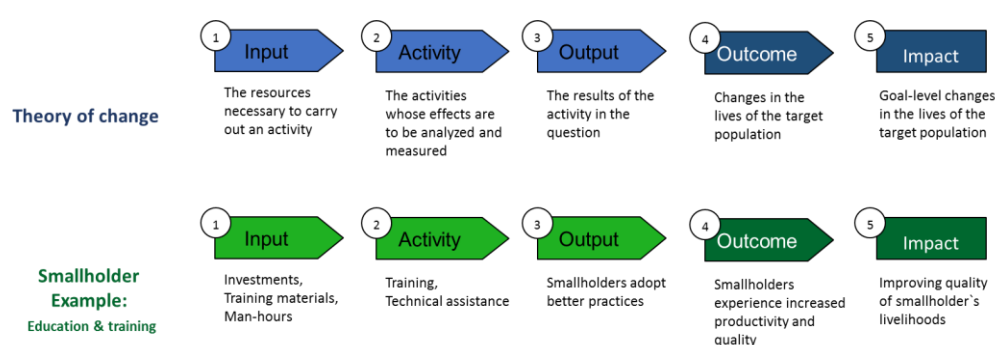 1 Input
2 Activity
3 Output
4 Outcome
5 Impact
Theory of change
The resources
necessary to carry
out an activity
The activities
whose effects are
to be analyzed and
measured
The results of the
activity in the
question
Changes in the
lives of the target
population
Goal-level changes
in the lives of the
target population
1 Input
2 Activity
3 Output
4 Outcome
5 Impact
Smallholder
Example:
Education & training
Investments,
Training materials,
Man-hours
Training,
Technical assistance
Smallholders adopt
better practices
Smallholders
experience increased
productivity and
quality
Improving quality
of smallholder`s
livelihoods